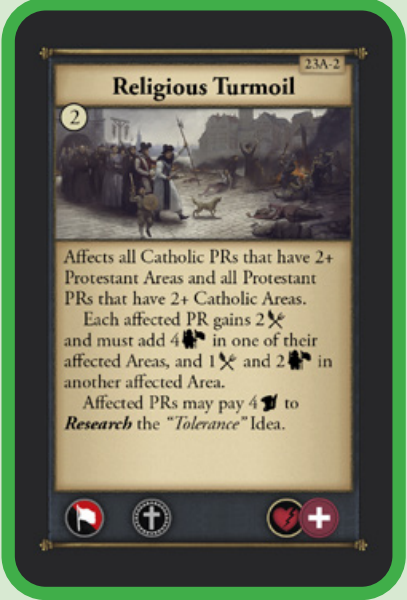 23A-2
Religious Turmoil
2
Affects all Catholic PRs that have 2+
Protestant Areas and all Protestant
PRs that have 2+ Catholic Areas.
Each affected PR gains 2
and must add 4 in one of their
affected Areas, and 1 and 2 in
another affected Area.
Affected PRs may pay 4 to
Research the "Tolerance" Idea.